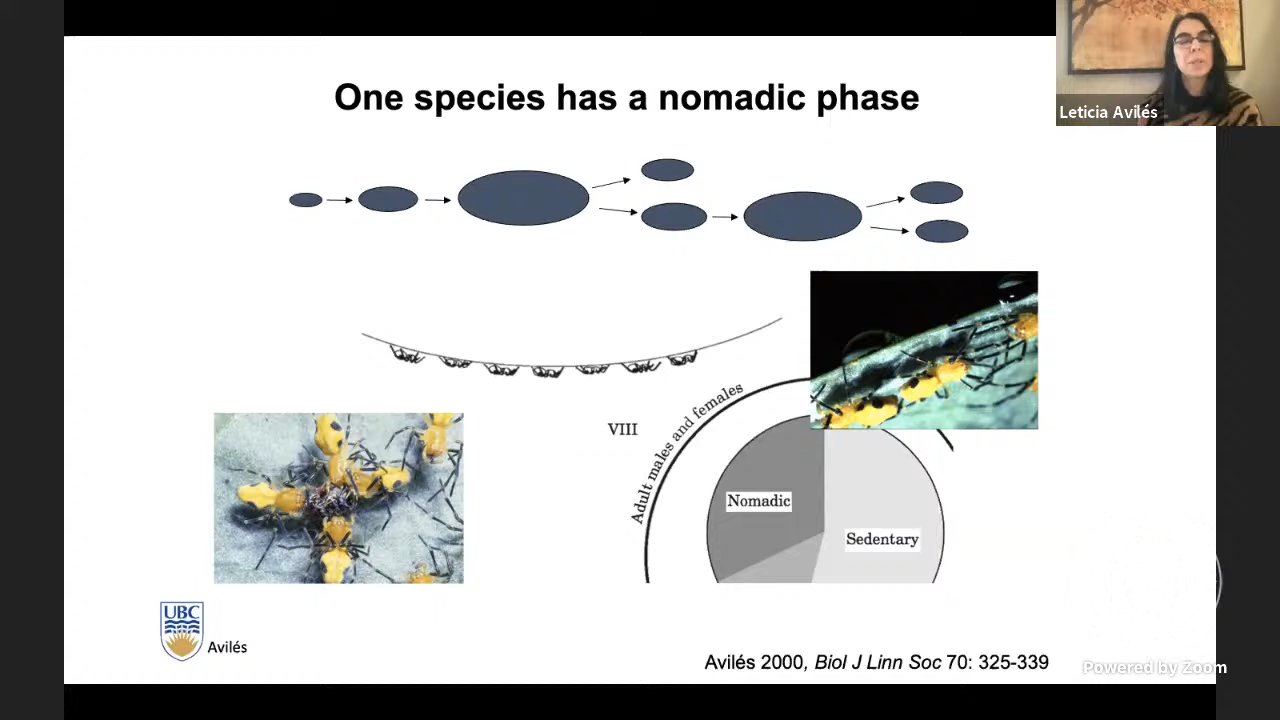 One species has a nomadic phase
Leticia Avilés
VIII
Adult males and females
Nomadic
Sedentary
UBC
Avilés
Avilés 2000, Biol J Linn Soc 70: 325-339
Powered by Zoom